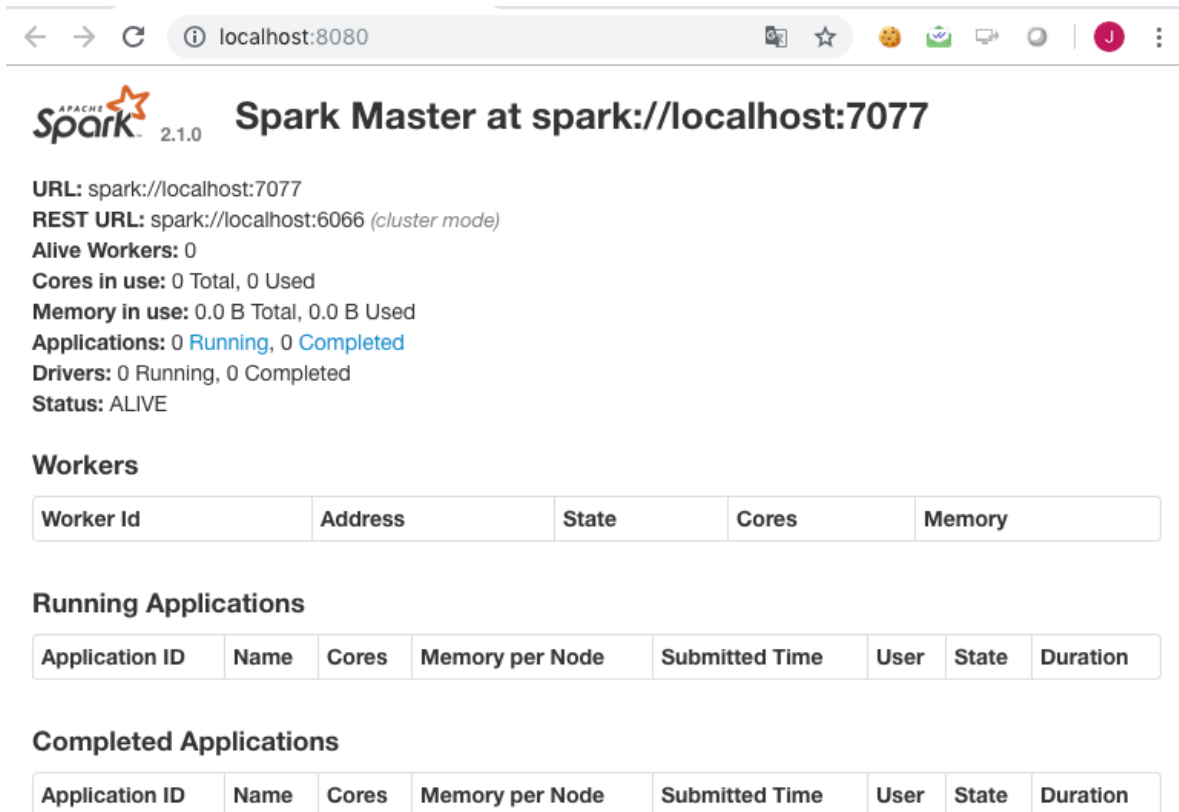 localhost:8080
J
APACHE
Spark 2.1.0 Spark Master at spark://localhost:7077
URL: spark://localhost:7077
REST URL: spark://localhost:6066 (cluster mode)
Alive Workers: 0
Cores in use: 0 Total, 0 Used
Memory in use: 0.0 B Total, 0.0 B Used
Applications: 0 Running, 0 Completed
Drivers: 0 Running, 0 Completed
Status: ALIVE
Workers
Worker Id Address State Cores Memory
Running Applications
Application ID Name Cores Memory per Node Submitted Time User State Duration
Completed Applications
Application ID Name Cores Memory per Node Submitted Time User State Duration